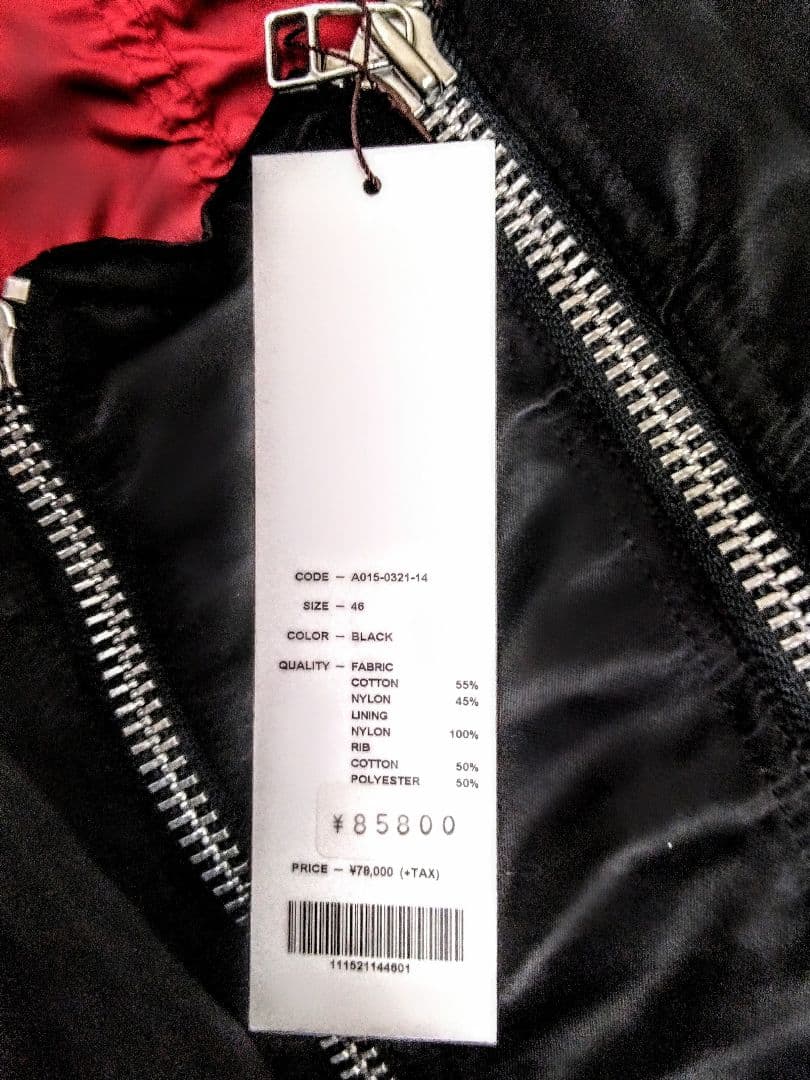 CODE – A015-0321-14
SIZE – 46
COLOR – BLACK
QUALITY – FABRIC
COTTON 55%
NYLON 45%
LINING
NYLON 100%
RIB
COTTON 50%
POLYESTER 50%
¥85800
PRICE – ¥78,000 (+TAX)
111521144601